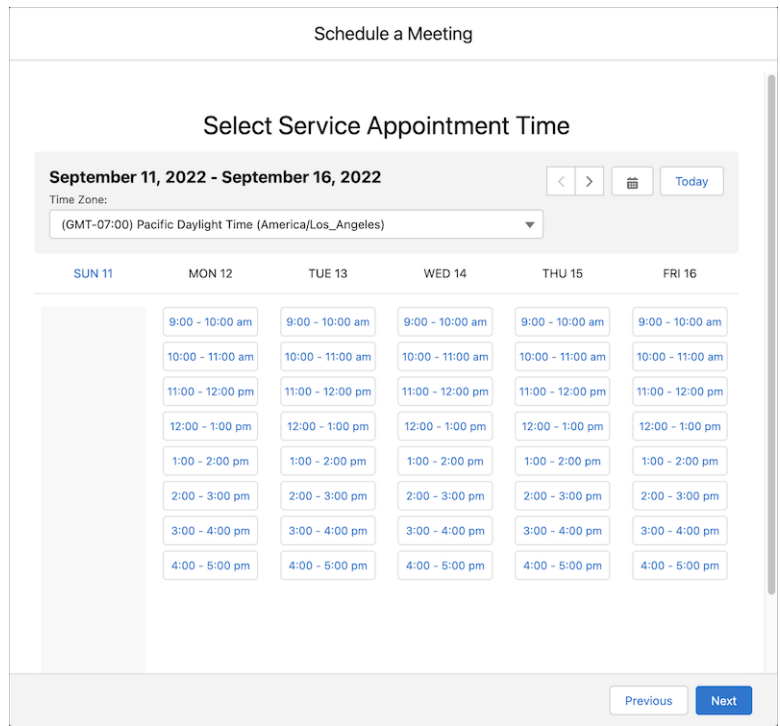 Schedule a Meeting
Select Service Appointment Time
September 11, 2022 - September 16, 2022
Today
Time Zone:
(GMT-07:00) Pacific Daylight Time (America/Los_Angeles)
SUN 11 MON 12 TUE 13 WED 14 THU 15 FRI 16
9:00 - 10:00 am 9:00 - 10:00 am 9:00 - 10:00 am 9:00 - 10:00 am 9:00 - 10:00 am
10:00 - 11:00 am 10:00 - 11:00 am 10:00 - 11:00 am 10:00 - 11:00 am 10:00 - 11:00 am
11:00 - 12:00 pm 11:00 - 12:00 pm 11:00 - 12:00 pm 11:00 - 12:00 pm 11:00 - 12:00 pm
12:00 - 1:00 pm 12:00 - 1:00 pm 12:00 - 1:00 pm 12:00 - 1:00 pm 12:00 - 1:00 pm
1:00 - 2:00 pm 1:00 - 2:00 pm 1:00 - 2:00 pm 1:00 - 2:00 pm 1:00 - 2:00 pm
2:00 - 3:00 pm 2:00 - 3:00 pm 2:00 - 3:00 pm 2:00 - 3:00 pm 2:00 - 3:00 pm
3:00 - 4:00 pm 3:00 - 4:00 pm 3:00 - 4:00 pm 3:00 - 4:00 pm 3:00 - 4:00 pm
4:00 - 5:00 pm 4:00 - 5:00 pm 4:00 - 5:00 pm 4:00 - 5:00 pm 4:00 - 5:00 pm
Previous Next